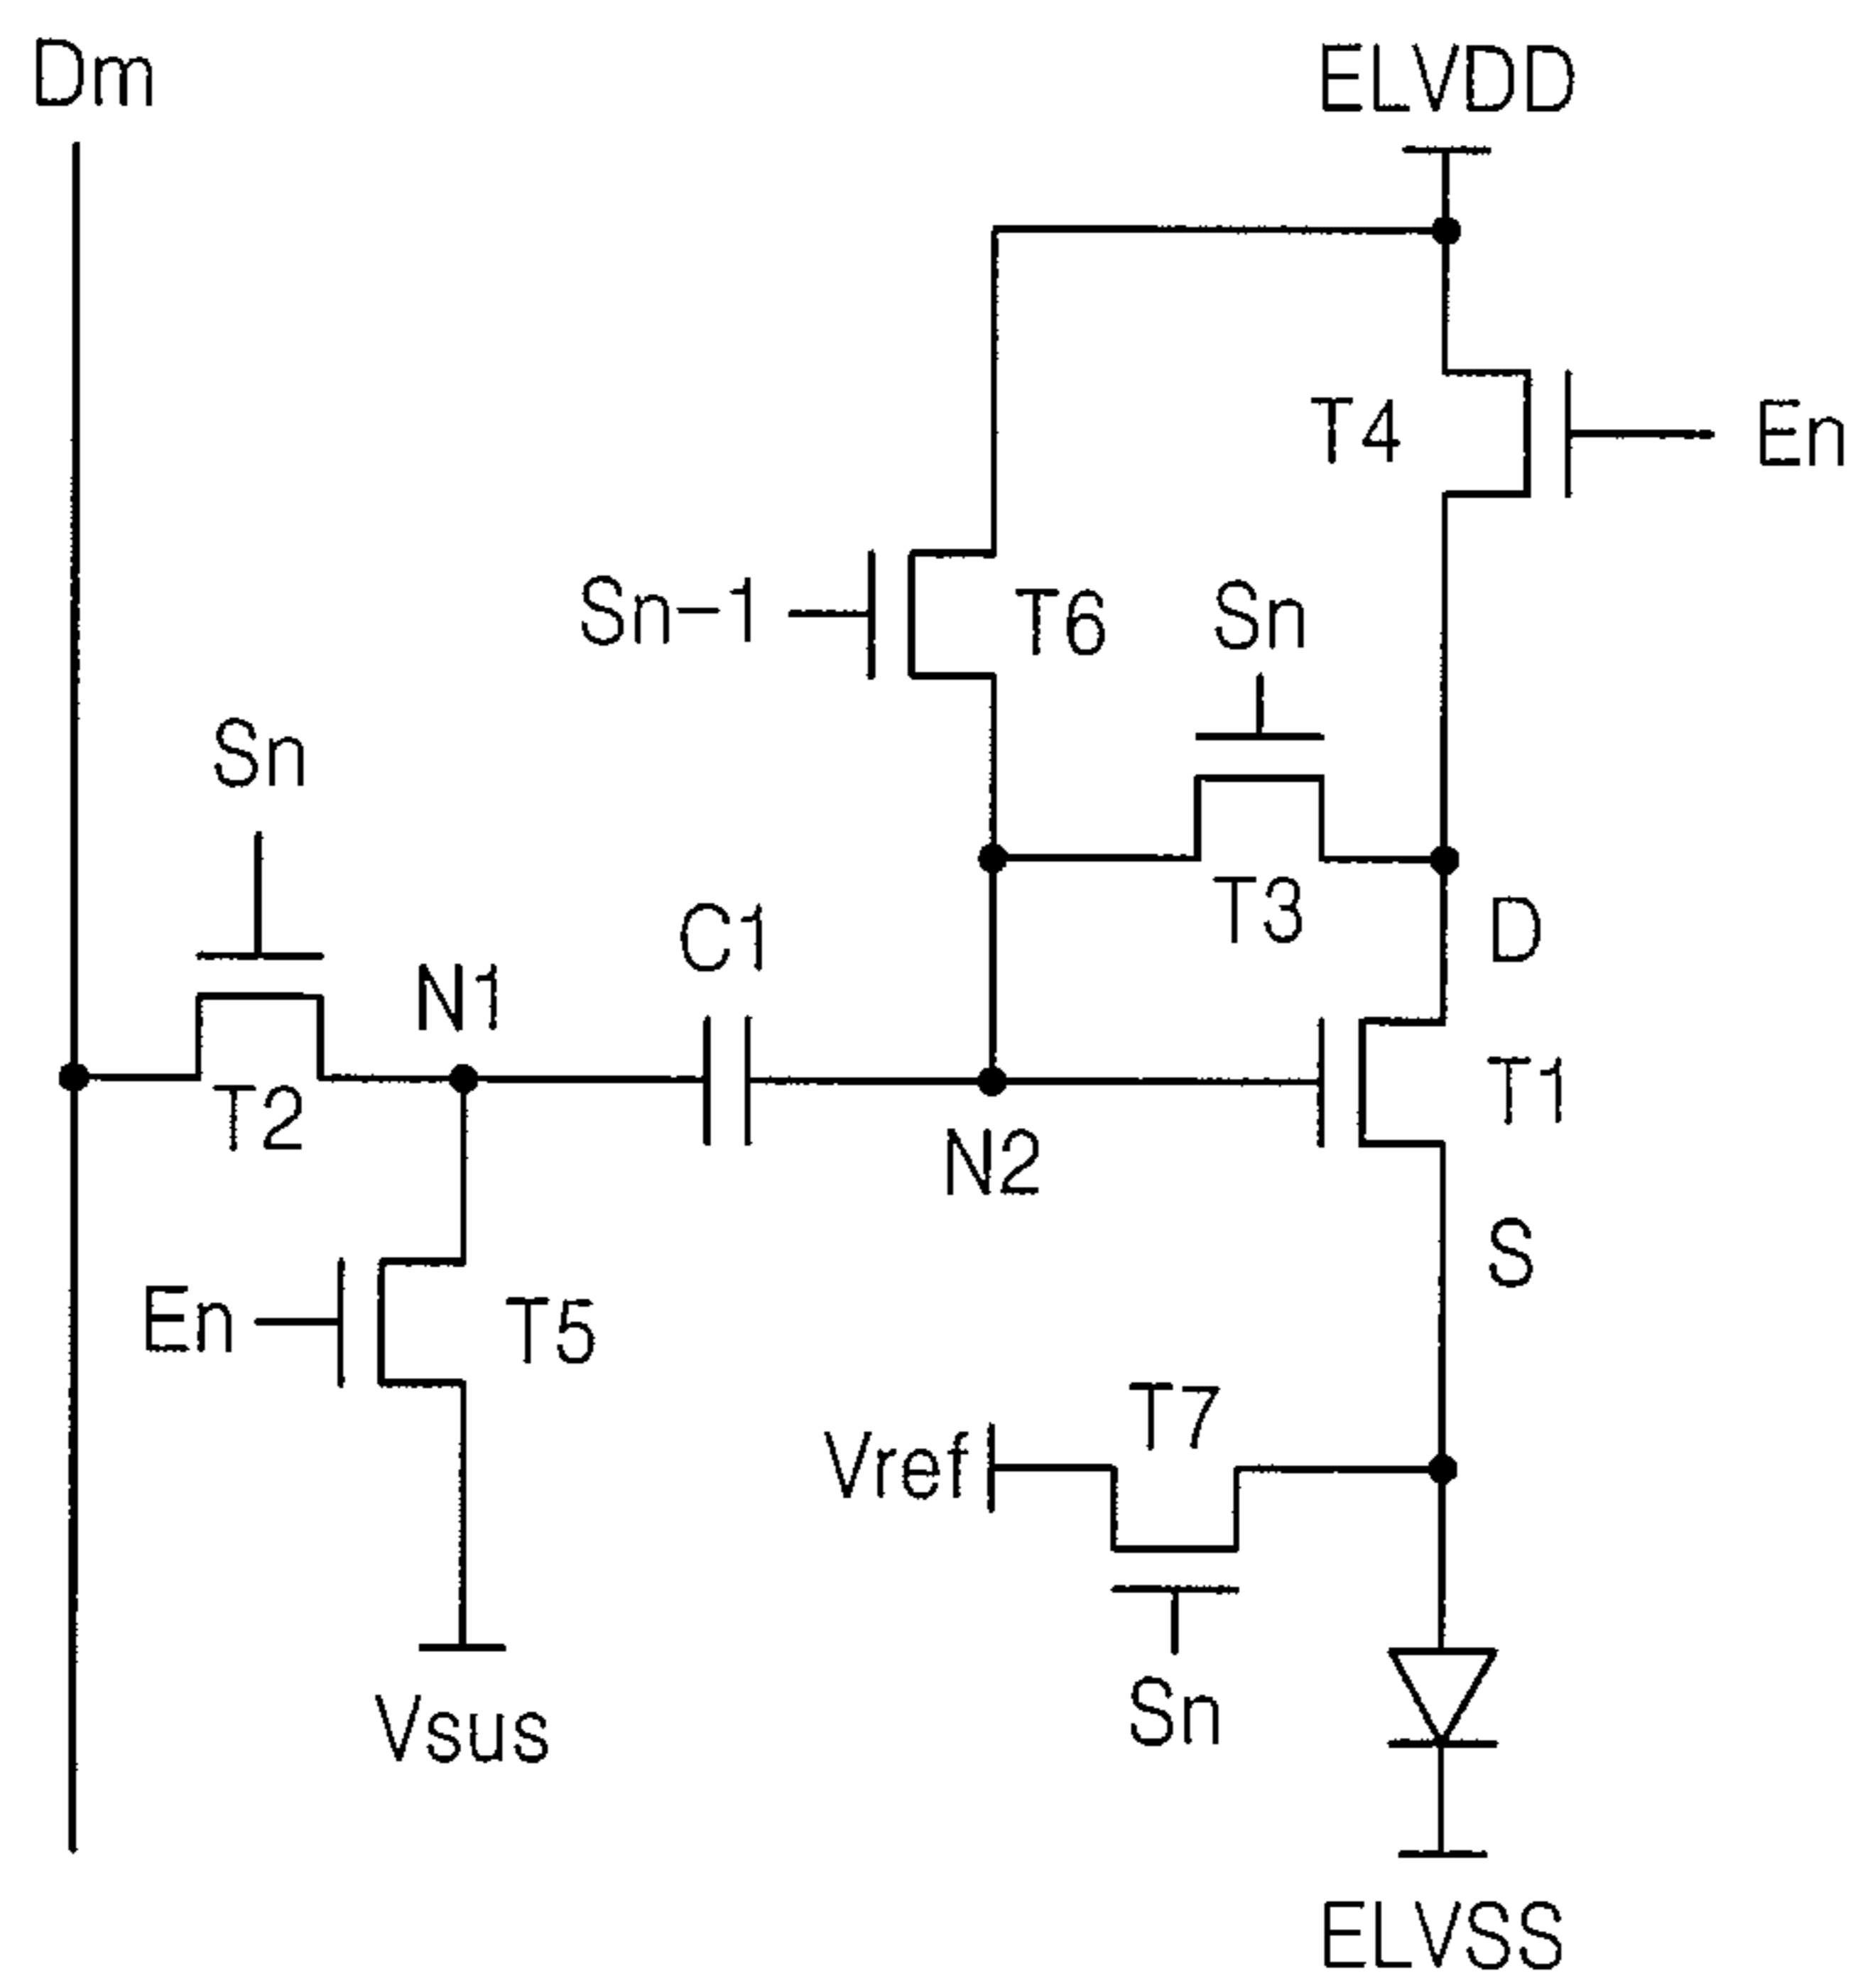 Dm
ELVDD
T4
En
Sn-1
T6
Sn
Sn
T3
D
C1
N1
T2
T1
N2
S
En
T5
T7
Vref
Sn
Vsus
ELVSS